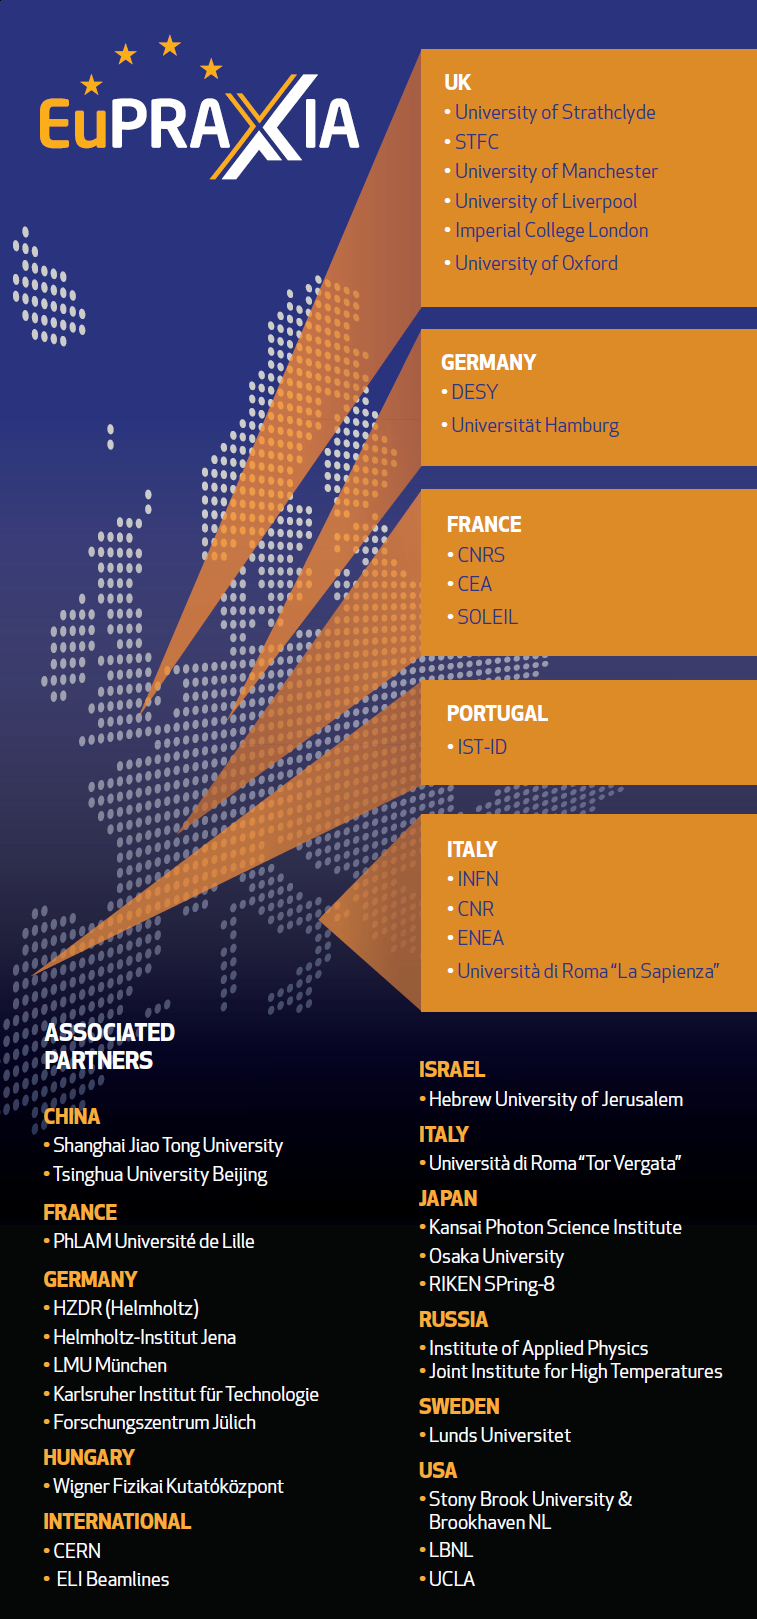 EuPRAXIA
UK
• University of Strathclyde
• STFC
• University of Manchester
• University of Liverpool
• Imperial College London
• University of Oxford
GERMANY
• DESY
• Universität Hamburg
FRANCE
• CNRS
• CEA
• SOLEIL
PORTUGAL
• IST-ID
ITALY
• INFN
• CNR
• ENEA
• Università di Roma “La Sapienza”
ASSOCIATED
PARTNERS
CHINA
• Shanghai Jiao Tong University
• Tsinghua University Beijing
FRANCE
• PhLAM Université de Lille
GERMANY
• HZDR (Helmholtz)
• Helmholtz-Institut Jena
• LMU München
• Karlsruher Institut für Technologie
• Forschungszentrum Jülich
HUNGARY
• Wigner Fizikai Kutatóközpont
INTERNATIONAL
• CERN
• ELI Beamlines
ISRAEL
• Hebrew University of Jerusalem
ITALY
• Università di Roma “Tor Vergata”
JAPAN
• Kansai Photon Science Institute
• Osaka University
• RIKEN SPring-8
RUSSIA
• Institute of Applied Physics
• Joint Institute for High Temperatures
SWEDEN
• Lunds Universitet
USA
• Stony Brook University &
Brookhaven NL
• LBNL
• UCLA